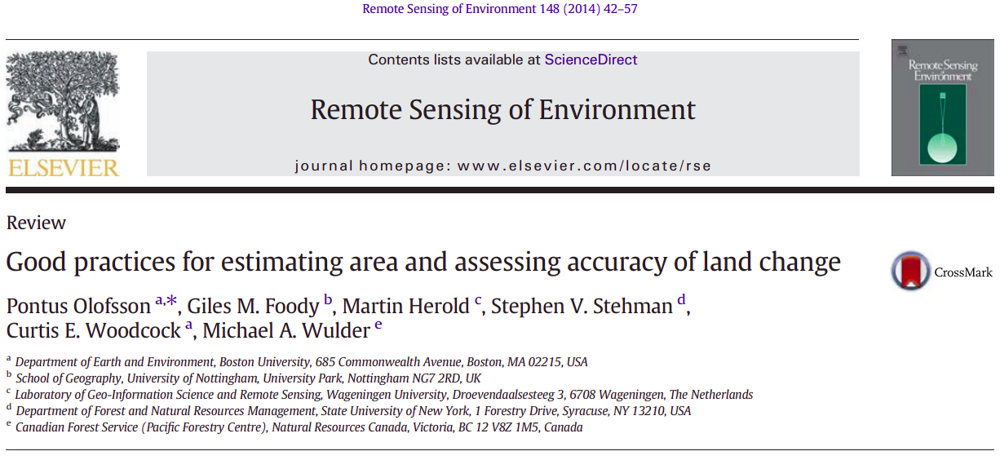 Remote Sensing of Environment 148 (2014) 42–57
Contents lists available at ScienceDirect
Remote Sensing of Environment
journal homepage: www.elsevier.com/locate/rse
ELSEVIER
Remote Sensing
Environment
Review
Good practices for estimating area and assessing accuracy of land change
CrossMark
Pontus Olofsson a,*, Giles M. Foody b, Martin Herold c, Stephen V. Stehman d,
Curtis E. Woodcock a, Michael A. Wulder e
a Department of Earth and Environment, Boston University, 685 Commonwealth Avenue, Boston, MA 02215, USA
b School of Geography, University of Nottingham, University Park, Nottingham NG7 2RD, UK
c Laboratory of Geo-Information Science and Remote Sensing, Wageningen University, Droevendaalsesteeg 3, 6708 Wageningen, The Netherlands
d Department of Forest and Natural Resources Management, State University of New York, 1 Forestry Drive, Syracuse, NY 13210, USA
e Canadian Forest Service (Pacific Forestry Centre), Natural Resources Canada, Victoria, BC 12 V8Z 1M5, Canada